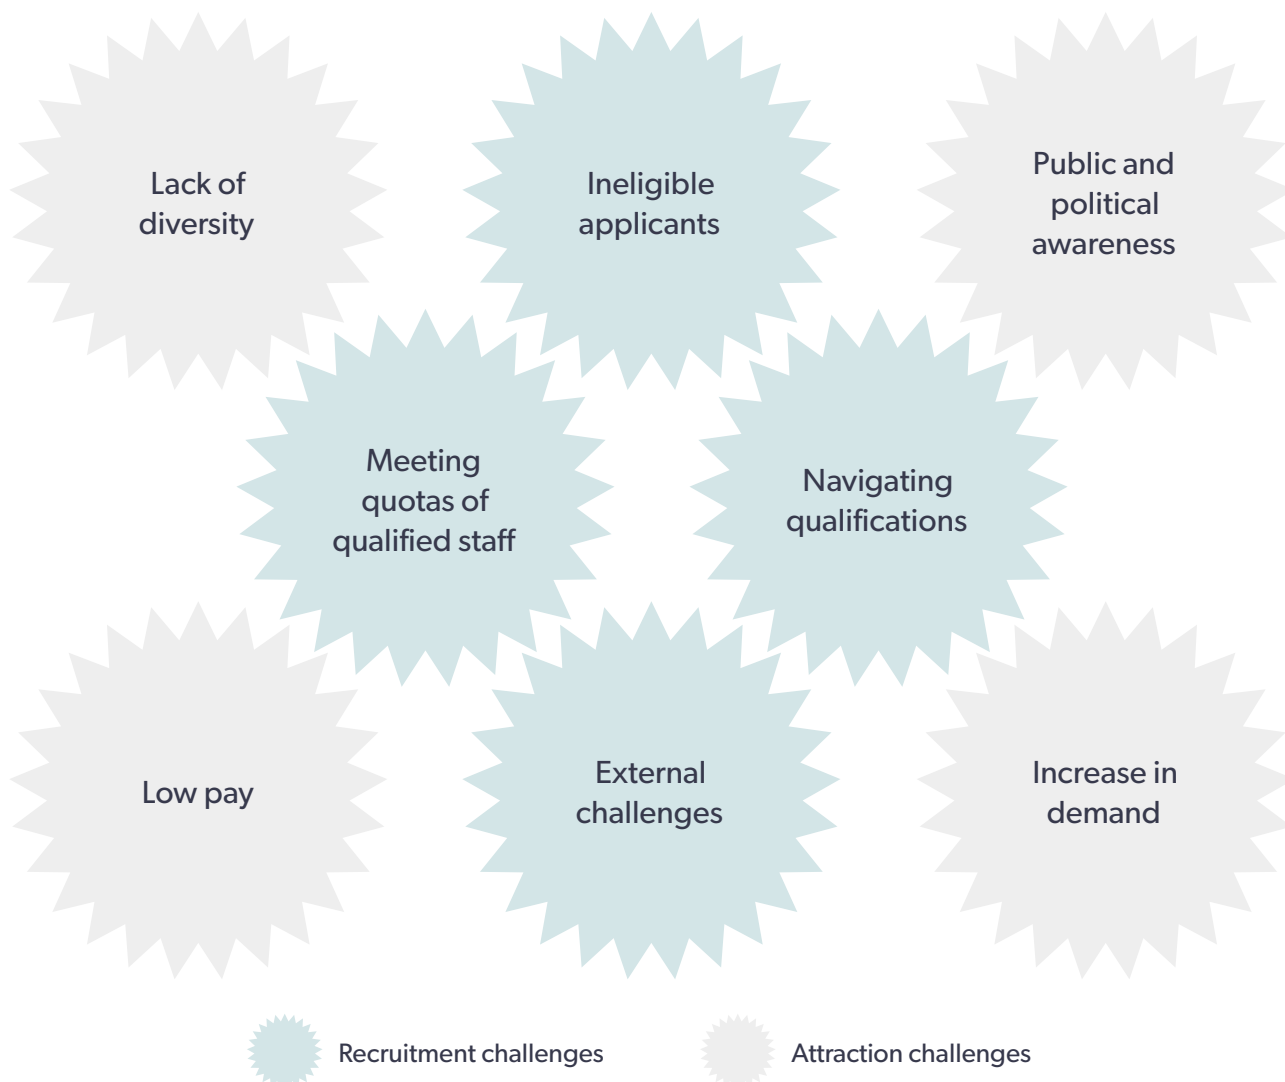 Lack of
diversity
Ineligible
applicants
Public and
political
awareness
Meeting
quotas of
qualified staff
Navigating
qualifications
Low pay
External
challenges
Increase in
demand
Recruitment challenges
Attraction challenges